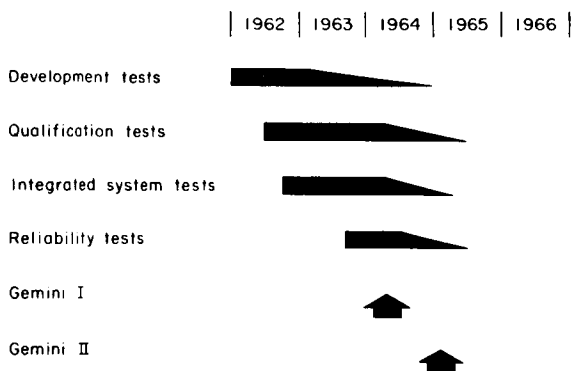 1962 1963 1964 1965 1966
Development tests
Qualification tests
Integrated system tests
Reliability tests
Gemini I
Gemini II